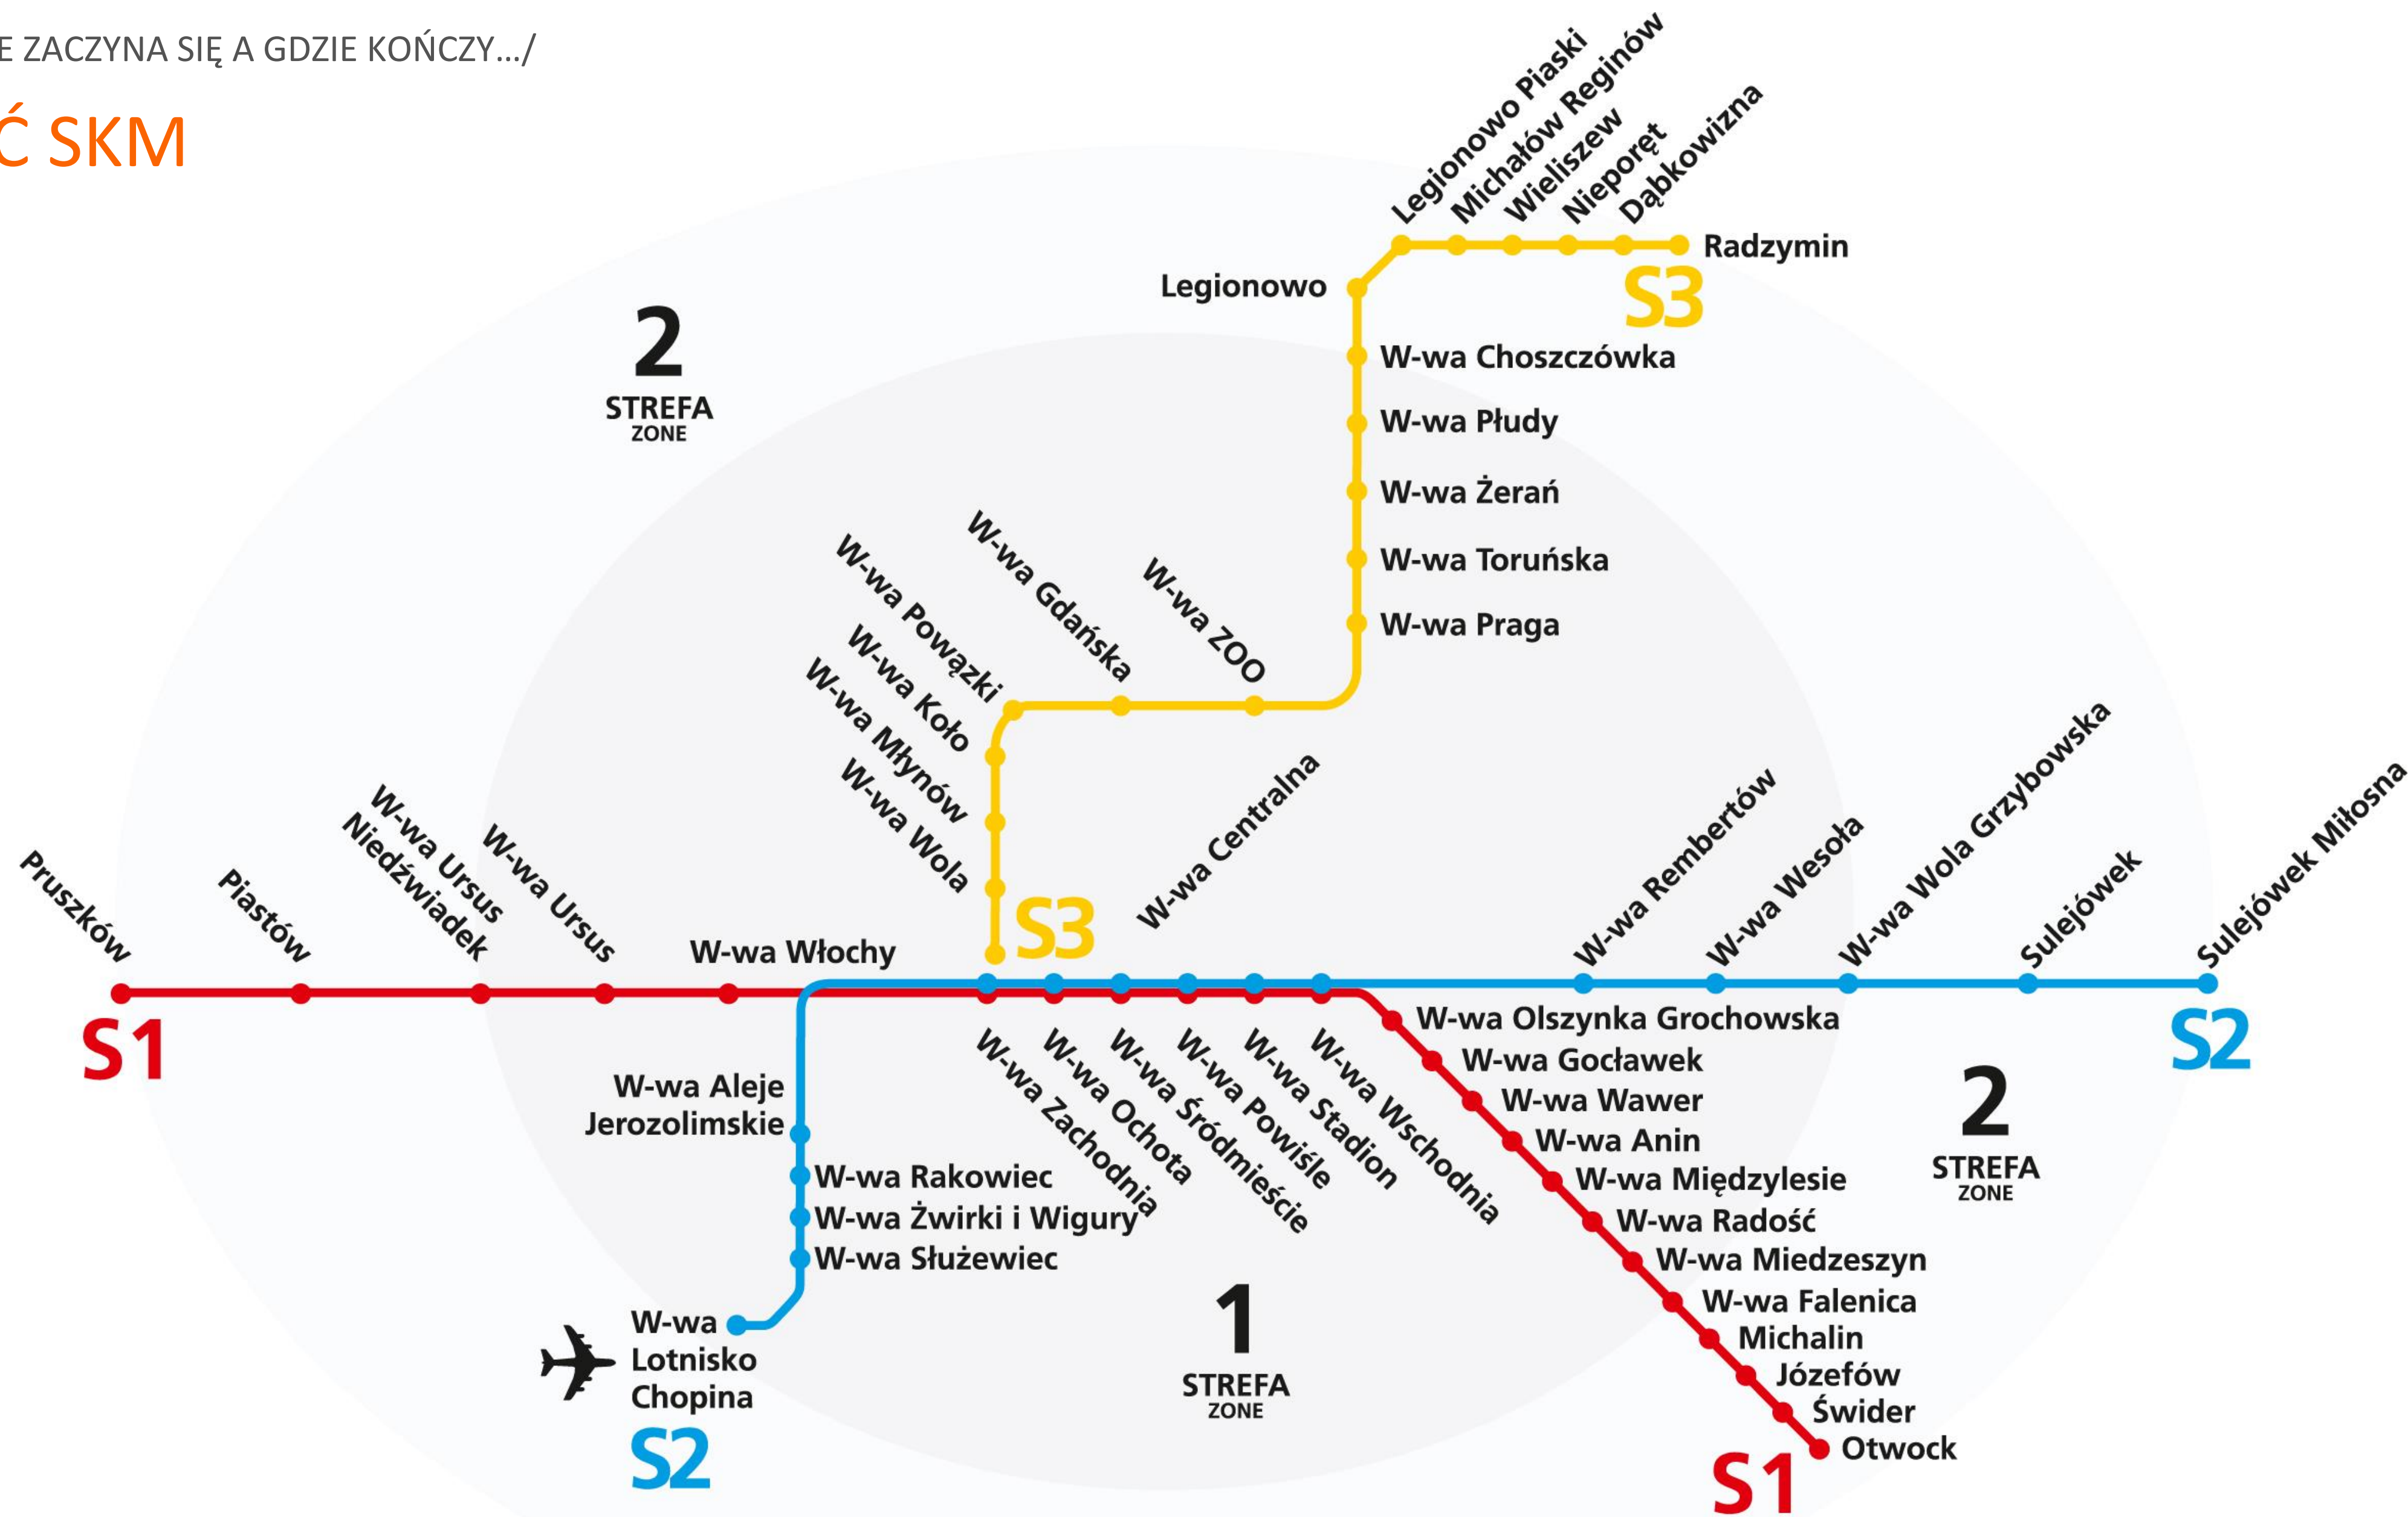 E ZACZYNA SIĘ A GDZIE KOŃCZY.../
Ć SKM
Legionowo Piaski
Michałów Reginów
Wieliszew
Nieporęt
Dąbkowizna
Radzymin
S3
Legionowo
2
STREFA
ZONE
W-wa Choszczówka
W-wa Płudy
W-wa Żerań
W-wa Toruńska
W-wa Praga
W-wa ZOO
W-wa Gdańska
W-wa Powązki
W-wa Koło
W-wa Młynów
W-wa Wola
S3
W-wa Centralna
Pruszków
Piastów
W-wa Ursus
Niedźwiadek
W-wa Ursus
W-wa Włochy
W-wa Rembertów
W-wa Wesoła
W-wa Wola Grzybowska
Sulejówek
Sulejówek Miłosna
S1
S2
W-wa Zachodnia
W-wa Ochota
W-wa Śródmieście
W-wa Powiśle
W-wa Stadion
W-wa Wschodnia
W-wa Olszynka Grochowska
W-wa Gocławek
W-wa Wawer
W-wa Anin
W-wa Międzylesie
W-wa Radość
W-wa Miedzeszyn
W-wa Falenica
Michalin
Józefów
Świder
Otwock
S1
2
STREFA
ZONE
W-wa Aleje
Jerozolimskie
W-wa Rakowiec
W-wa Żwirki i Wigury
W-wa Służewiec
W-wa
Lotnisko
Chopina
S2
1
STREFA
ZONE